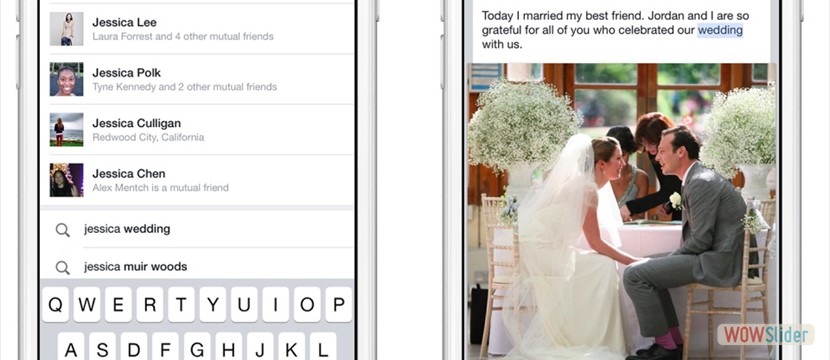 Jessica Lee
Laura Forrest and 4 other mutual friends
Jessica Polk
Tyne Kennedy and 2 other mutual friends
Jessica Culligan
Redwood City, California
Jessica Chen
Alex Mentch is a mutual friend
jessica wedding
jessica muir woods
Q W E R T Y U I O P
A S D F G H J K L
Today I married my best friend. Jordan and I are so
grateful for all of you who celebrated our wedding
with us.
WOWSlider